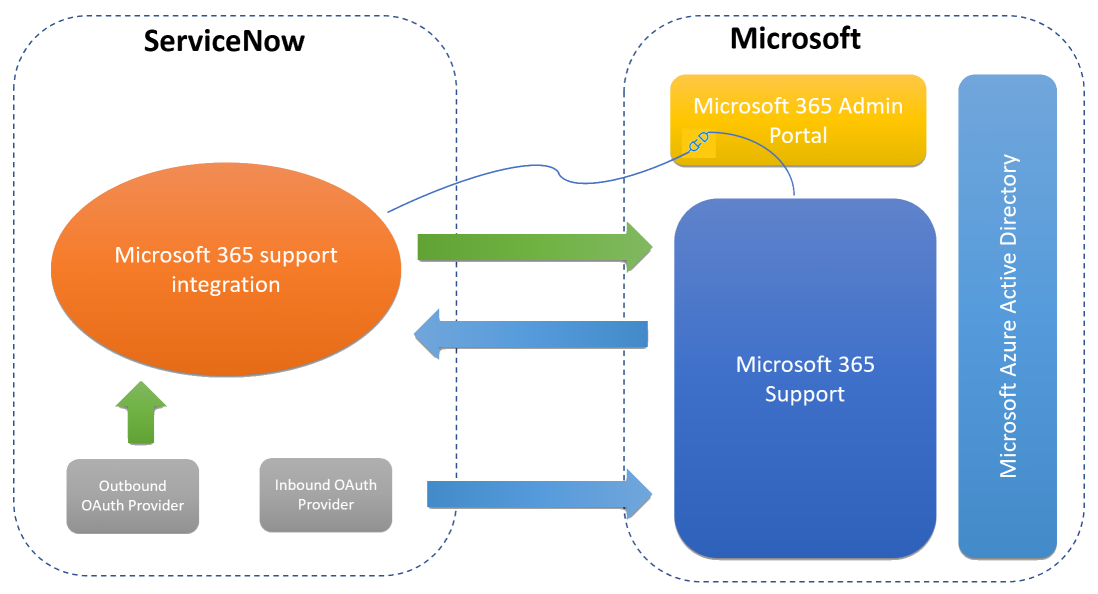 ServiceNow
Microsoft 365 support
integration
Outbound
OAuth Provider
Inbound OAuth
Provider
Microsoft
Microsoft 365 Admin
Portal
Microsoft 365
Support
Microsoft Azure Active Directory